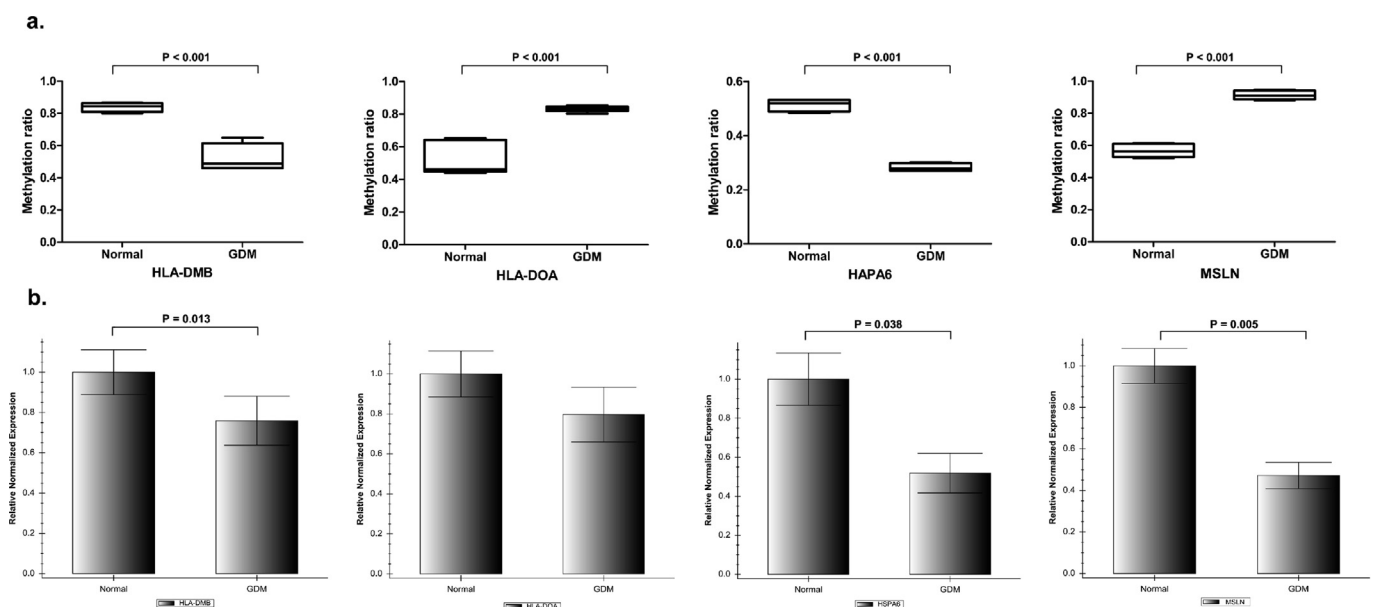 a.
P < 0.001
Methylation ratio
1.0
0.8
0.6
0.4
0.2
0.0
Normal GDM
HLA-DMB
P < 0.001
Methylation ratio
1.0
0.8
0.6
0.4
0.2
0.0
Normal GDM
HLA-DOA
P < 0.001
Methylation ratio
0.6
0.4
0.2
0.0
Normal GDM
HAPA6
P < 0.001
Methylation ratio
1.0
0.8
0.6
0.4
0.2
0.0
Normal GDM
MSLN
b.
P = 0.013
Relative Normalized Expression
1.0
0.8
0.6
0.4
0.2
0.0
Normal GDM
HLA-DMB
Relative Normalized Expression
1.0
0.8
0.6
0.4
0.2
0.0
Normal GDM
HLA-DOA
P = 0.038
Relative Normalized Expression
1.0
0.8
0.6
0.4
0.2
0.0
Normal GDM
HSPA6
P = 0.005
Relative Normalized Expression
1.0
0.8
0.6
0.4
0.2
0.0
Normal GDM
MSLN